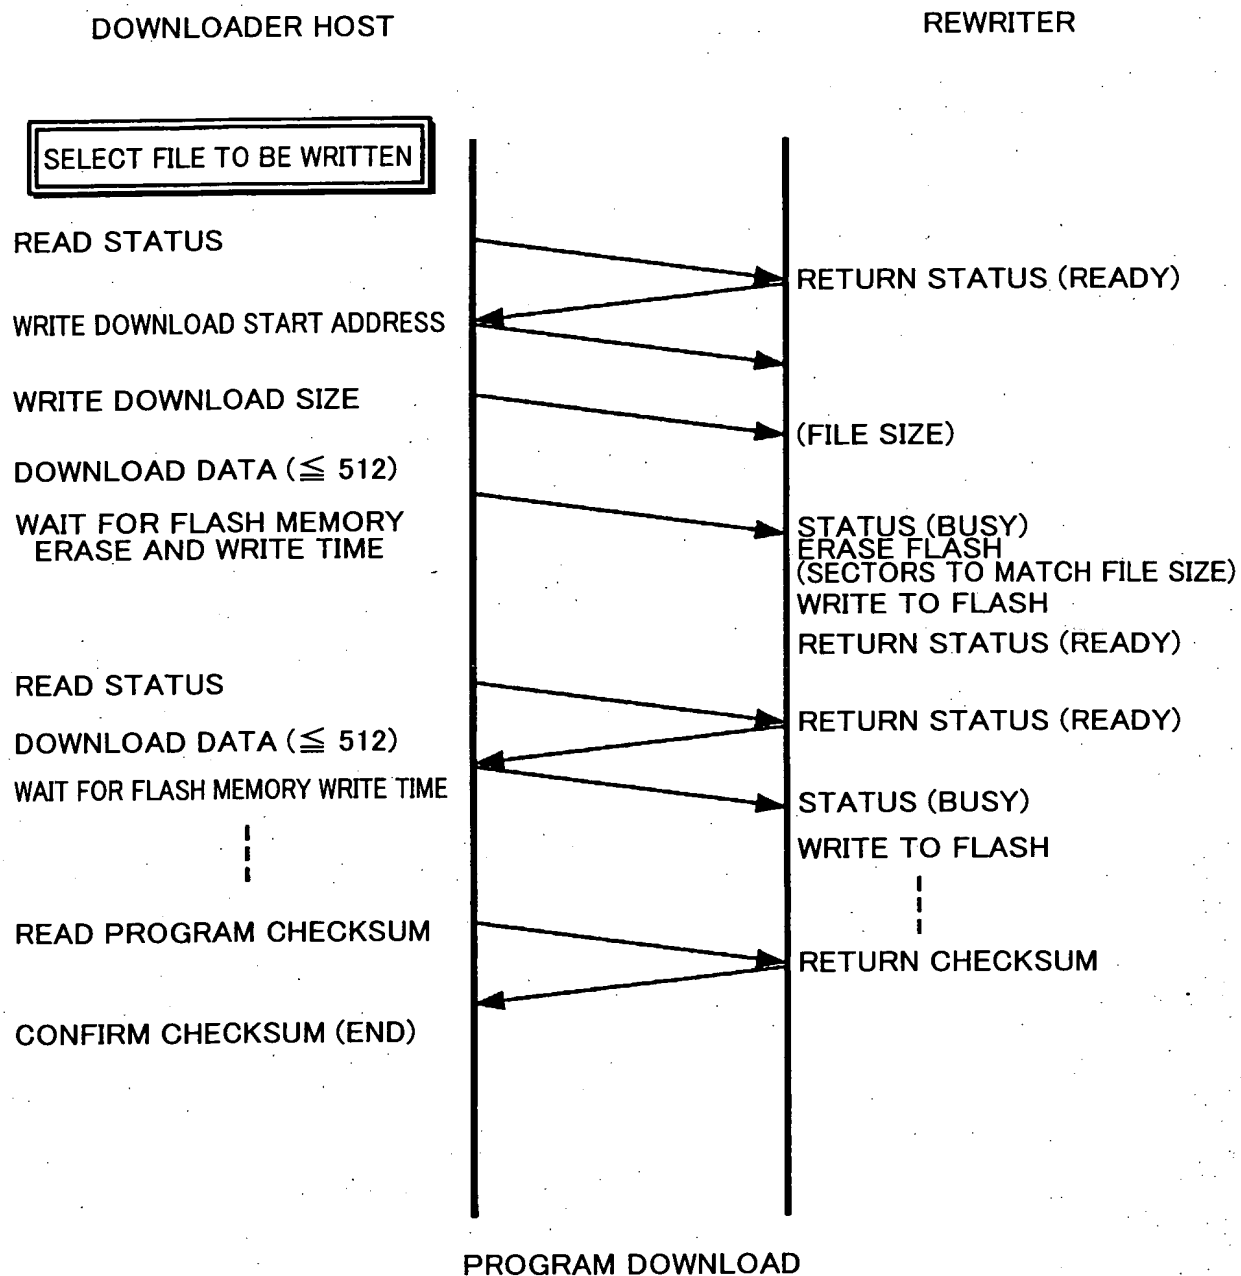 DOWNLOADER HOST
REWRITER
SELECT FILE TO BE WRITTEN
READ STATUS
RETURN STATUS (READY)
WRITE DOWNLOAD START ADDRESS
WRITE DOWNLOAD SIZE
(FILE SIZE)
DOWNLOAD DATA (≦ 512)
WAIT FOR FLASH MEMORY
ERASE AND WRITE TIME
STATUS (BUSY)
ERASE FLASH
(SECTORS TO MATCH FILE SIZE)
WRITE TO FLASH
RETURN STATUS (READY)
READ STATUS
RETURN STATUS (READY)
DOWNLOAD DATA (≦ 512)
WAIT FOR FLASH MEMORY WRITE TIME
STATUS (BUSY)
WRITE TO FLASH
READ PROGRAM CHECKSUM
RETURN CHECKSUM
CONFIRM CHECKSUM (END)
PROGRAM DOWNLOAD